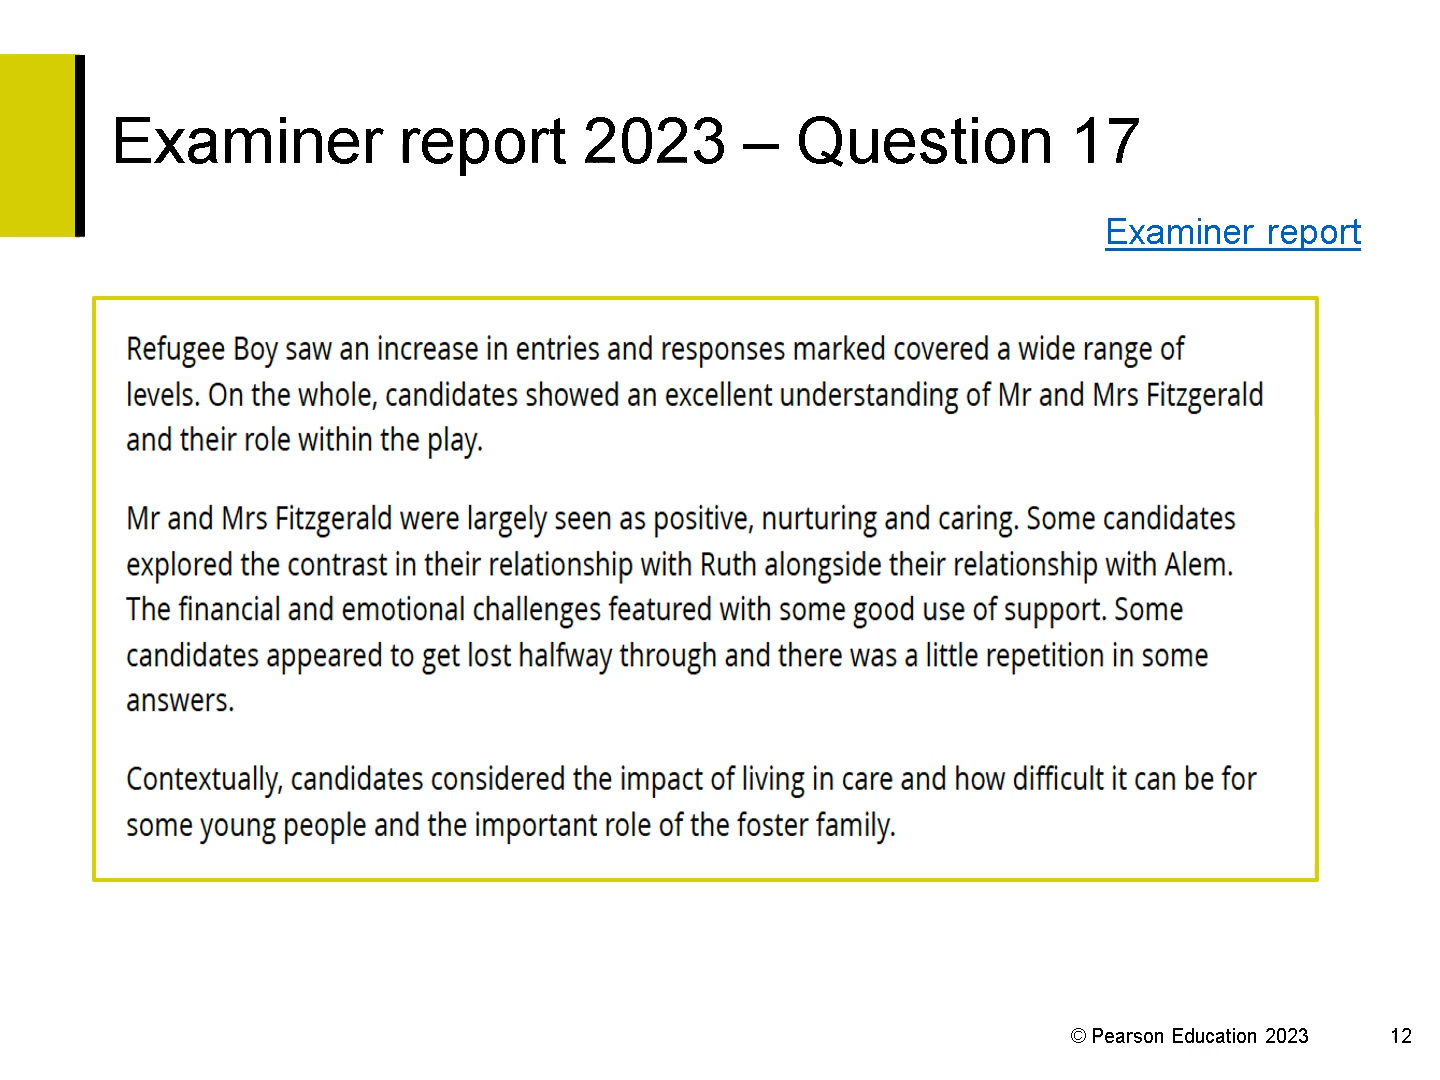 Examiner report 2023 – Question 17
Examiner report
Refugee Boy saw an increase in entries and responses marked covered a wide range of
levels. On the whole, candidates showed an excellent understanding of Mr and Mrs Fitzgerald
and their role within the play.
Mr and Mrs Fitzgerald were largely seen as positive, nurturing and caring. Some candidates
explored the contrast in their relationship with Ruth alongside their relationship with Alem.
The financial and emotional challenges featured with some good use of support. Some
candidates appeared to get lost halfway through and there was a little repetition in some
answers.
Contextually, candidates considered the impact of living in care and how difficult it can be for
some young people and the important role of the foster family.
© Pearson Education 2023 12